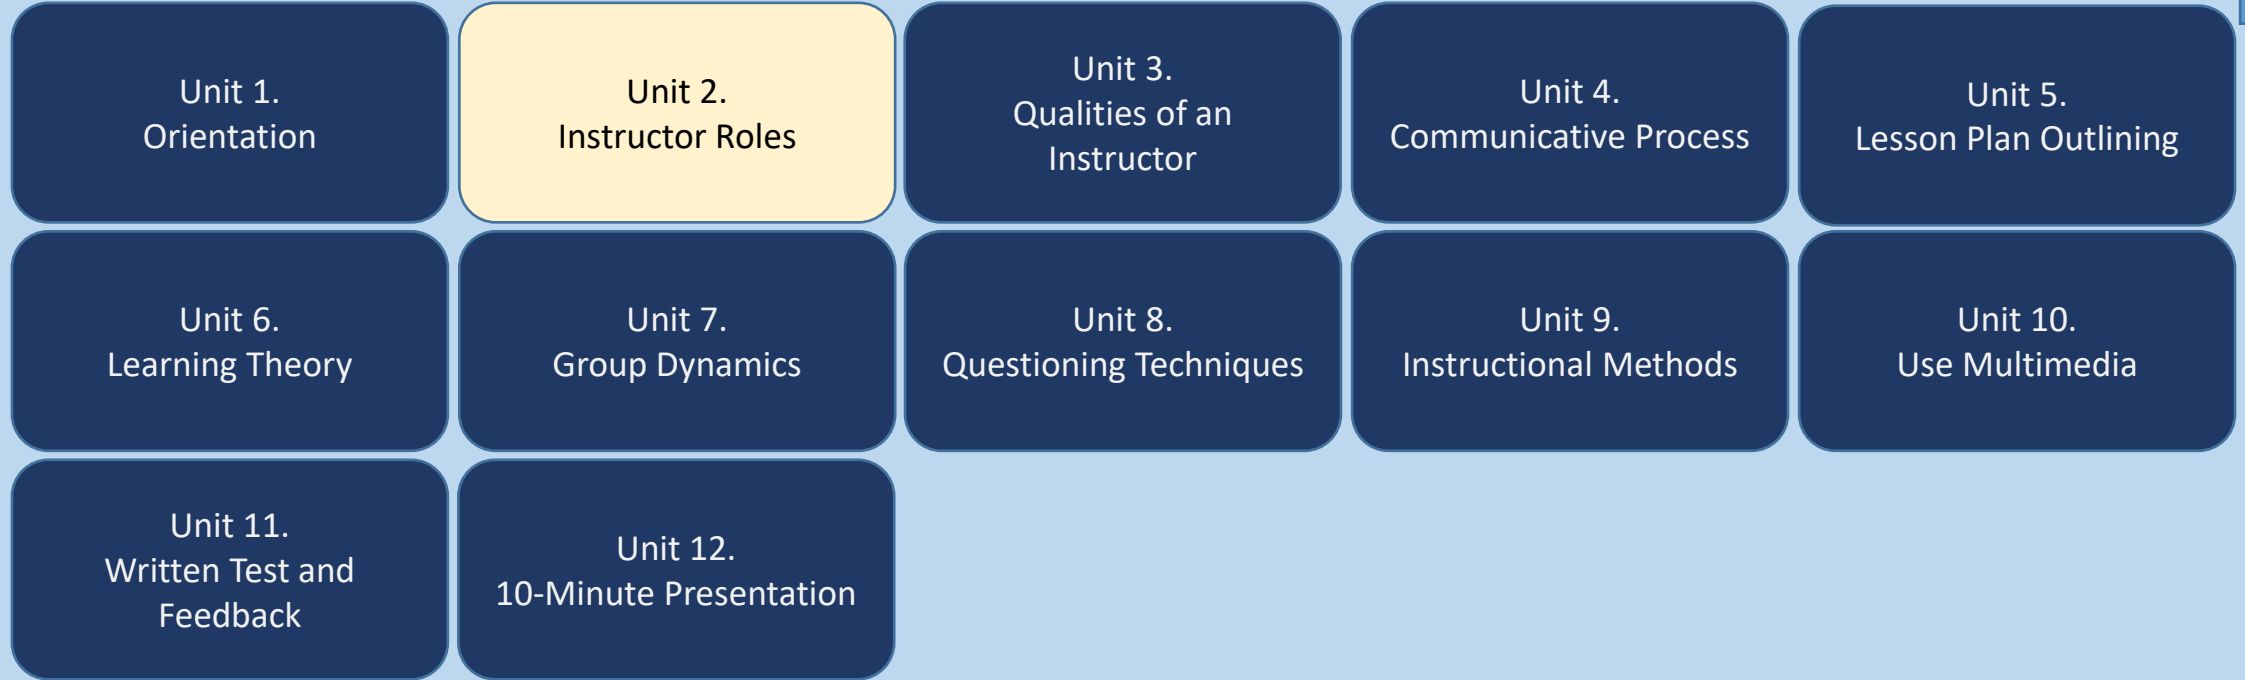 Unit 1.
Orientation
Unit 2.
Instructor Roles
Unit 3.
Qualities of an
Instructor
Unit 4.
Communicative Process
Unit 5.
Lesson Plan Outlining
Unit 6.
Learning Theory
Unit 7.
Group Dynamics
Unit 8.
Questioning Techniques
Unit 9.
Instructional Methods
Unit 10.
Use Multimedia
Unit 11.
Written Test and
Feedback
Unit 12.
10-Minute Presentation